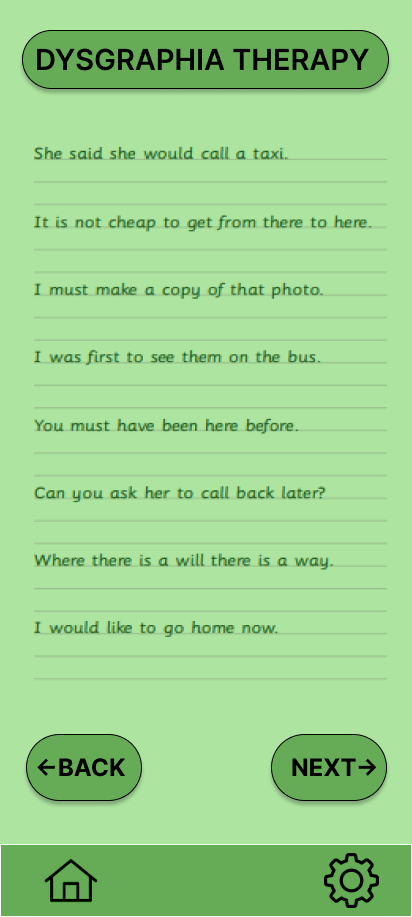 DYSGRAPHIA THERAPY
She said she would call a taxi.
It is not cheap to get from there to here.
I must make a copy of that photo.
I was first to see them on the bus.
You must have been here before.
Can you ask her to call back later?
Where there is a will there is a way.
I would like to go home now.
←BACK
NEXT→